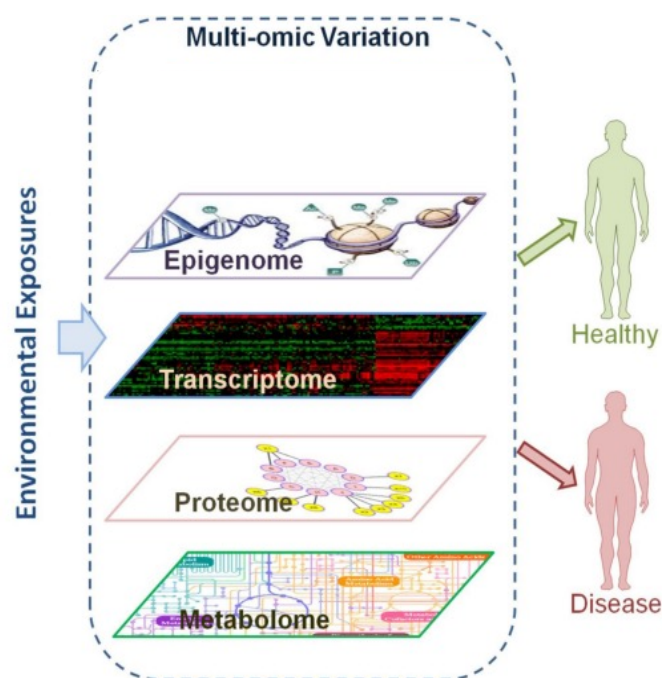 Multi-omic Variation
Environmental Exposures
Epigenome
Transcriptome
Proteome
Metabolome
Healthy
Disease